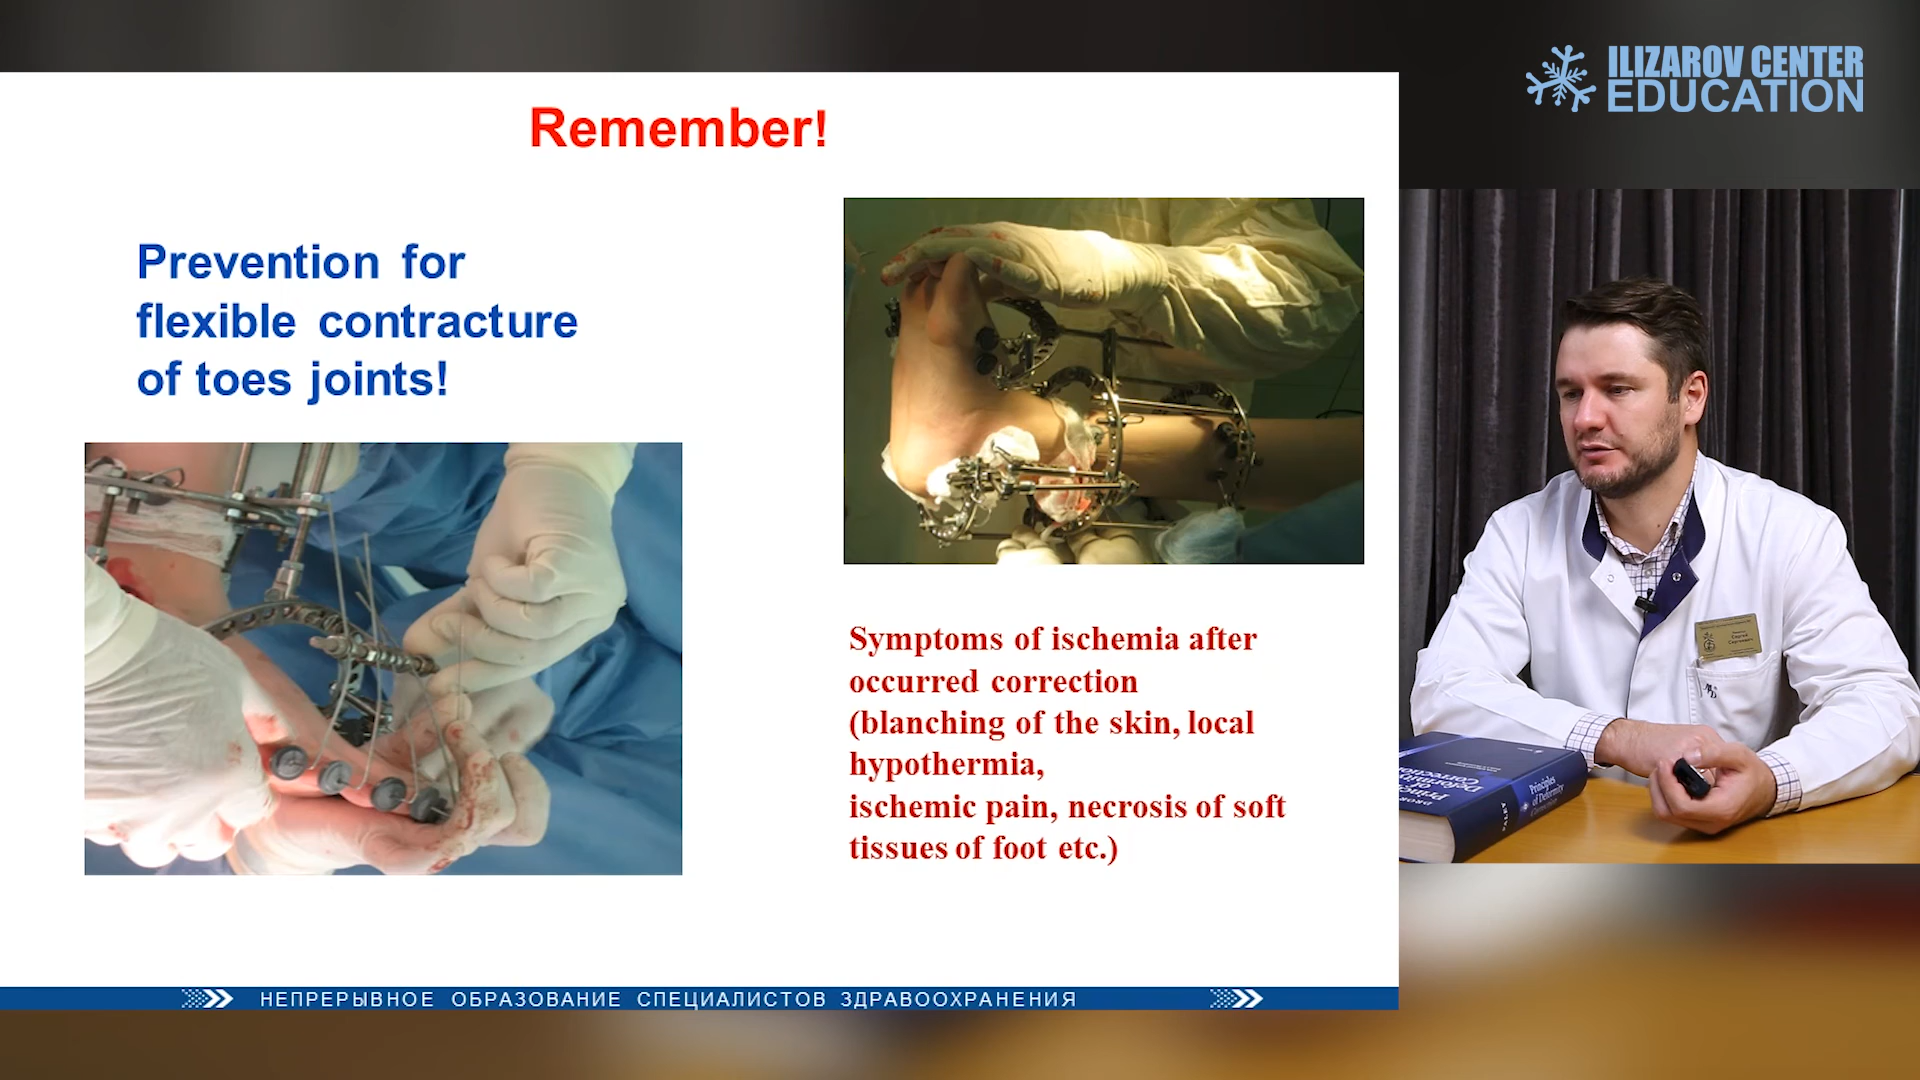 ILIZAROV CENTER
EDUCATION
Remember!
Prevention for
flexible contracture
of toes joints!
Symptoms of ischemia after
occurred correction
(blanching of the skin, local
hypothermia,
ischemic pain, necrosis of soft
tissues of foot etc.)
НЕПРЕРЫВНОЕ ОБРАЗОВАНИЕ СПЕЦИАЛИСТОВ ЗДРАВООХРАНЕНИЯ
Principles
of Deformity
Correction
PALEY